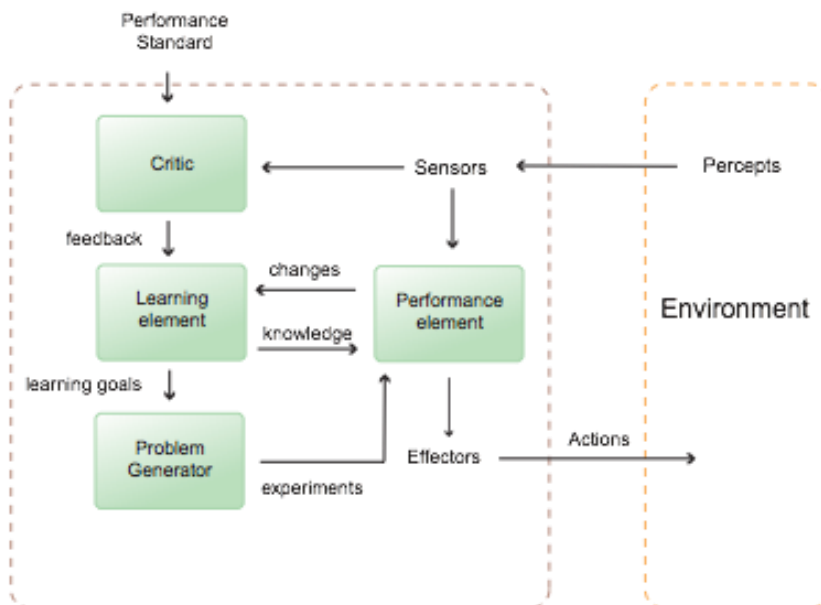 Performance
Standard
Critic
Sensors
Percepts
feedback
changes
Learning
element
Performance
element
Environment
knowledge
learning goals
Problem
Generator
experiments
Effectors
Actions